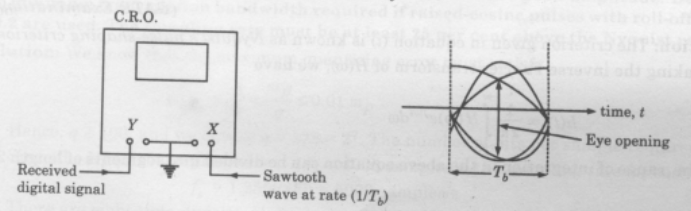 C.R.O.
Y
X
Received
digital signal
Sawtooth
wave at rate (1/T_b)
time, t
Eye opening
T_b